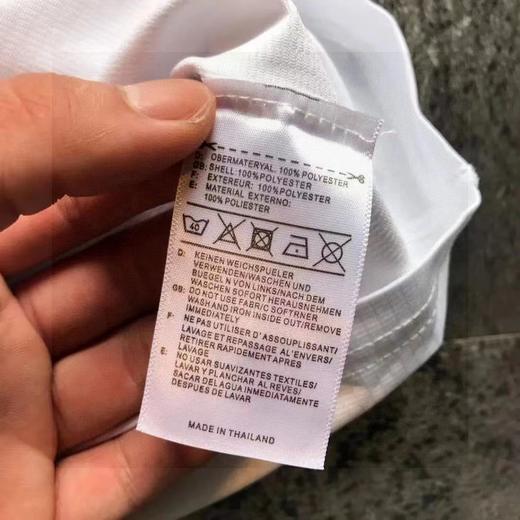 D: OBERMATERYAL. 100% POLYESTER
GB: SHELL:100%POLYESTER
F: EXTEREUR: 100%POLYESTER
E: MATERIAL EXTERNO:
100% POLIESTER
40
D: KEINEN WEICHSPUELER
VERWENDEN/WASCHEN UND
BUEGELN VON LINKS/NACH DEM
WASCHEN SOFORT HERAUSNEHMEN
GB: DO NOT USE FABRIC SOFTRNER
WASHAND IRON INSIDE OUT/REMOVE
IMMEDIATELY
F: NE PAS UTILISER D'ASSOUPLISSANT/
LAVAGE ET REPASSAGE AL'ENVERS/
RETIRER RAPIDEMENT APRES
LAVAGE
E: NO USAR SUAVIZANTES TEXTILES/
LAVAR Y PLANCHAR AL REVES/
SACAR DEL AGUA INMEDIATAMENTE
DESPUES DE LAVAR
MADE IN THAILAND